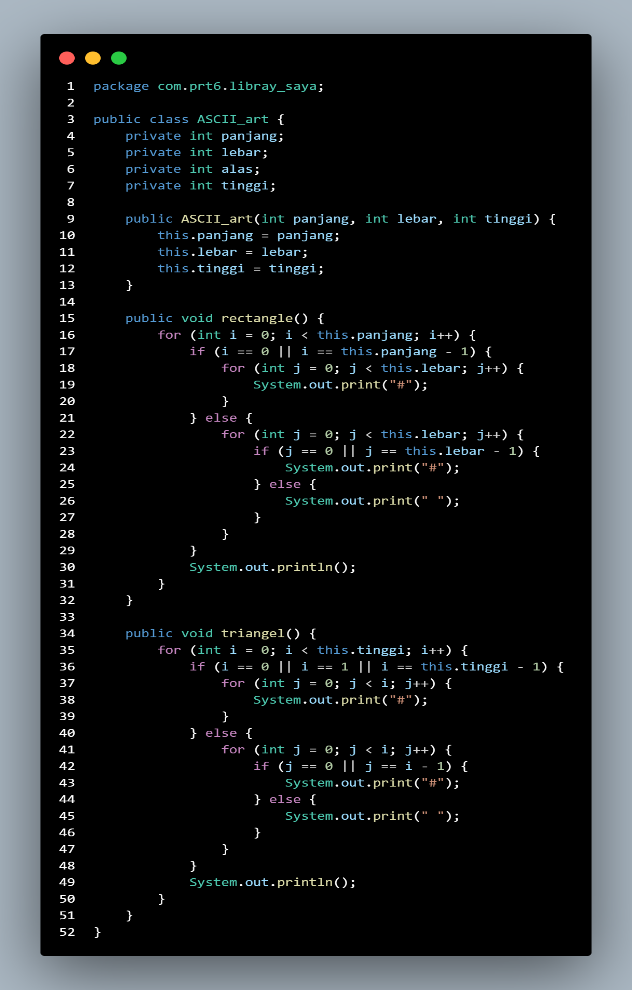 1 package com.prt6.libray_saya;
2
3 public class ASCII_art {
4     private int panjang;
5     private int lebar;
6     private int alas;
7     private int tinggi;
8
9     public ASCII_art(int panjang, int lebar, int tinggi) {
10         this.panjang = panjang;
11         this.lebar = lebar;
12         this.tinggi = tinggi;
13     }
14
15     public void rectangle() {
16         for (int i = 0; i < this.panjang; i++) {
17             if (i == 0 || i == this.panjang - 1) {
18                 for (int j = 0; j < this.lebar; j++) {
19                     System.out.print("#");
20                 }
21             } else {
22                 for (int j = 0; j < this.lebar; j++) {
23                     if (j == 0 || j == this.lebar - 1) {
24                         System.out.print("#");
25                     } else {
26                         System.out.print(" ");
27                     }
28                 }
29             }
30             System.out.println();
31         }
32     }
33
34     public void triangel() {
35         for (int i = 0; i < this.tinggi; i++) {
36             if (i == 0 || i == 1 || i == this.tinggi - 1) {
37                 for (int j = 0; j < i; j++) {
38                     System.out.print("#");
39                 }
40             } else {
41                 for (int j = 0; j < i; j++) {
42                     if (j == 0 || j == i - 1) {
43                         System.out.print("#");
44                     } else {
45                         System.out.print(" ");
46                     }
47                 }
48             }
49             System.out.println();
50         }
51     }
52 }